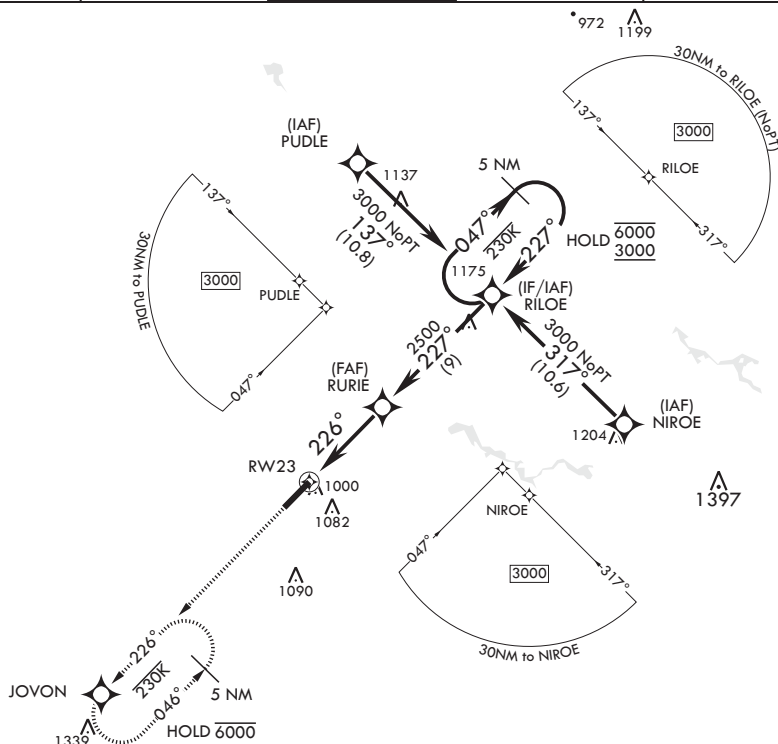 972
1199
30NM to RILOE (NoPT)
137°
3000
RILOE
317°
(IAF)
PUDLE
1137
3000 NoPT
137°
(10.8)
5 NM
047°
230K
227°
HOLD 6000
3000
1175
(IF/IAF)
RILOE
137°
30NM to PUDLE
3000
PUDLE
047°
2500
227°
(9)
3000 NoPT
317°
(10.6)
(FAF)
RURIE
(IAF)
NIROE
1204
226°
RW23
1000
1082
1397
NIROE
047°
3000
317°
30NM to NIROE
1090
226°
230K
046°
JOVON
5 NM
1339
HOLD 6000